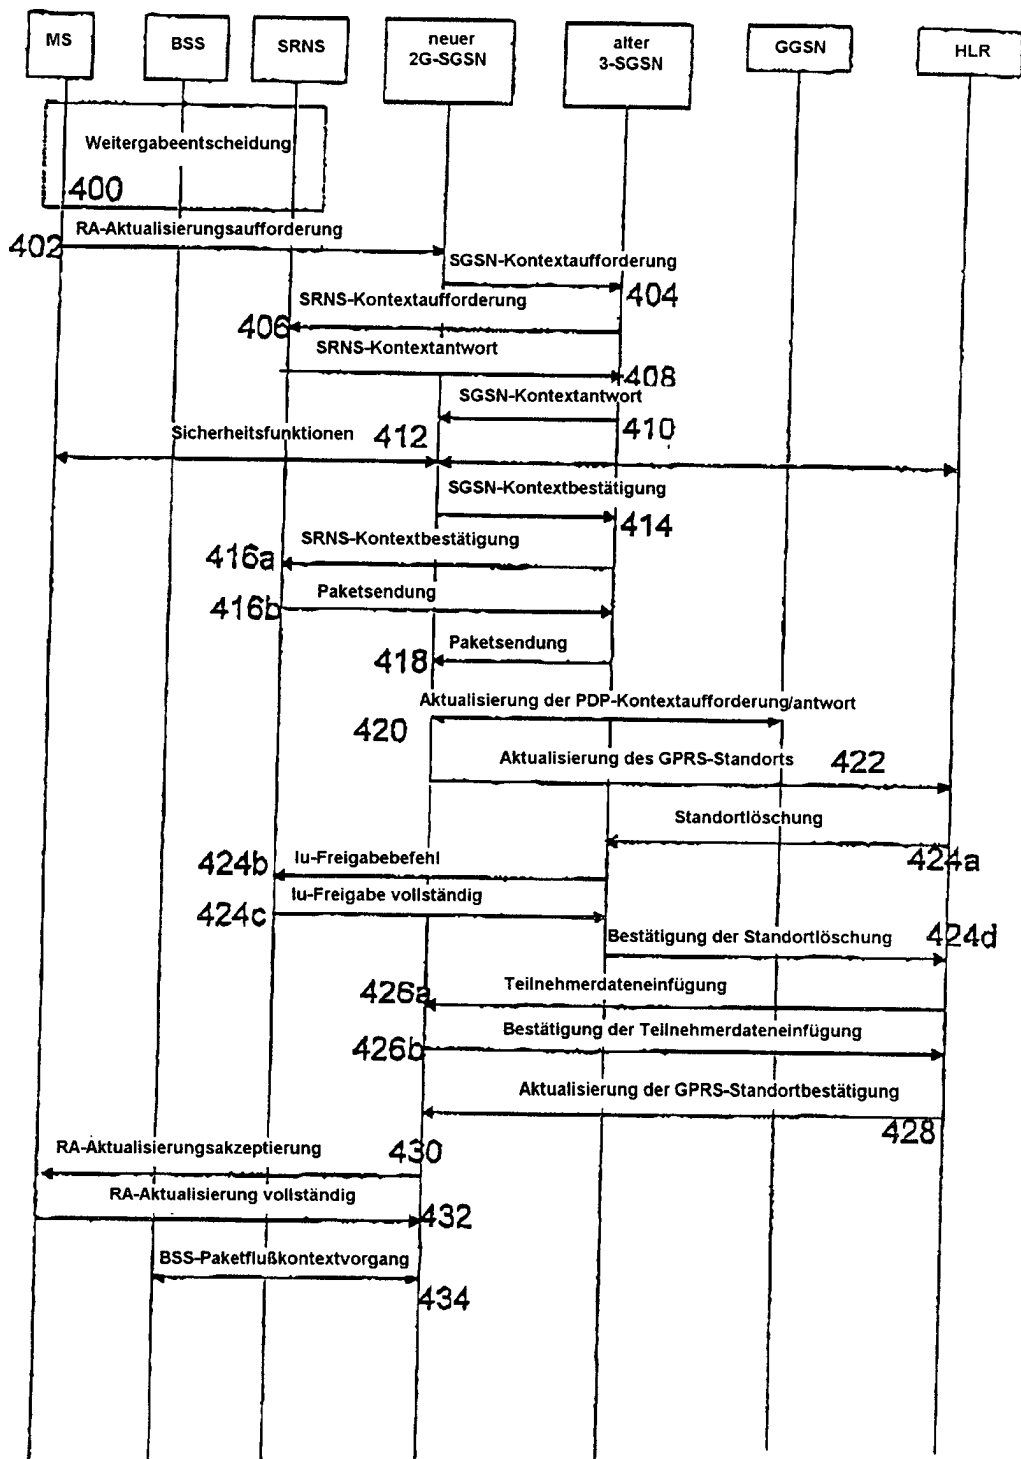 MS
BSS
SRNS
neuer
2G-SGSN
alter
3-SGSN
GGSN
HLR
Weitergabeentscheidung
400
RA-Aktualisierungsaufforderung
402
SGSN-Kontextaufforderung
404
SRNS-Kontextaufforderung
406
SRNS-Kontextantwort
408
SGSN-Kontextantwort
410
Sicherheitsfunktionen
412
SGSN-Kontextbestätigung
414
SRNS-Kontextbestätigung
416a
Paketsendung
416b
Paketsendung
418
Aktualisierung der PDP-Kontextaufforderung/antwort
420
Aktualisierung des GPRS-Standorts
422
Standortlöschung
424a
Iu-Freigabebefehl
424b
Iu-Freigabe vollständig
424c
Bestätigung der Standortlöschung
424d
Teilnehmerdateneinfügung
426a
Bestätigung der Teilnehmerdateneinfügung
426b
Aktualisierung der GPRS-Standortbestätigung
428
RA-Aktualisierungsakzeptierung
430
RA-Aktualisierung vollständig
432
BSS-Paketflußkontextvorgang
434